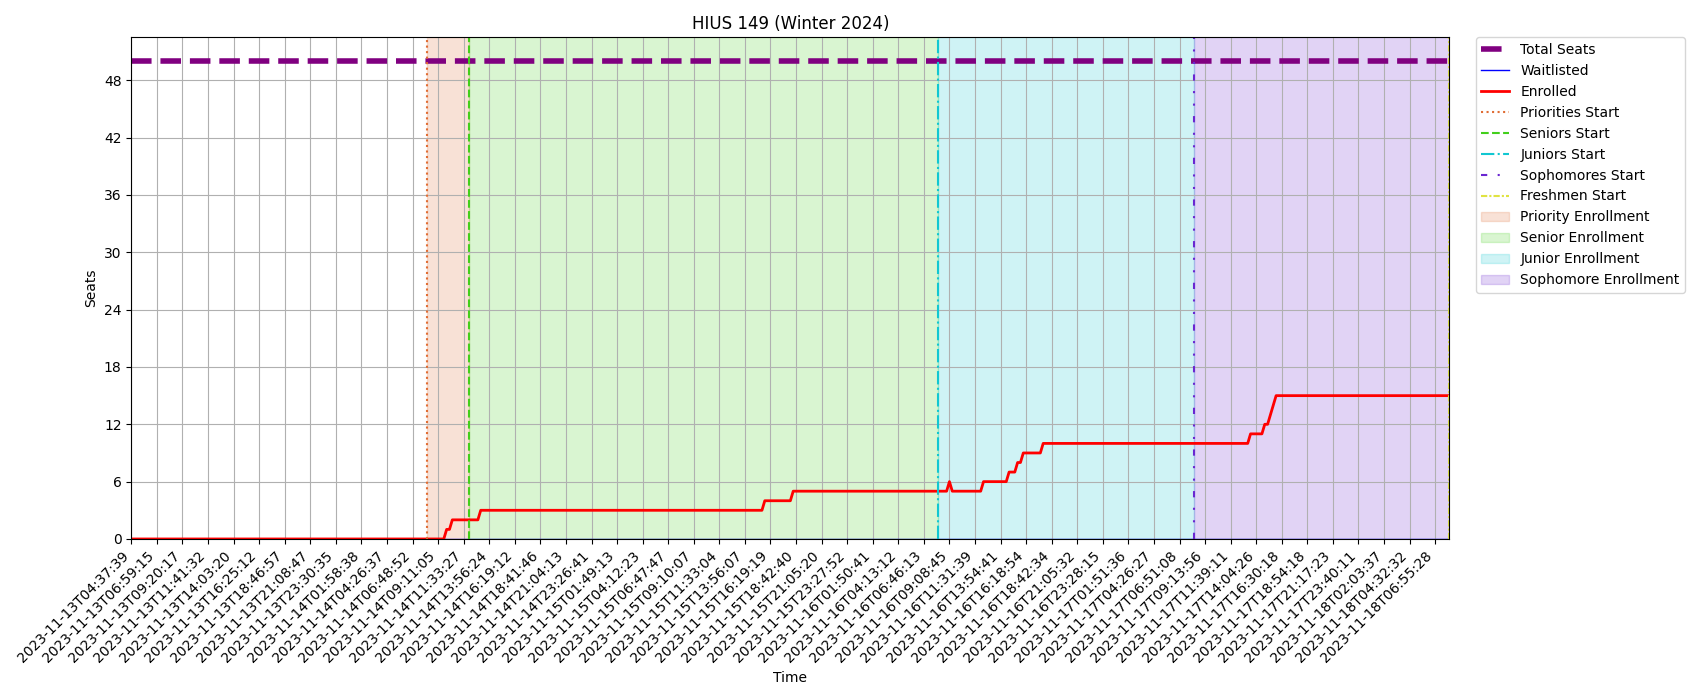 HIUS 149 (Winter 2024)
Total Seats
Waitlisted
Enrolled
Priorities Start
Seniors Start
Juniors Start
Sophomores Start
Freshmen Start
Priority Enrollment
Senior Enrollment
Junior Enrollment
Sophomore Enrollment
Seats
48
42
36
30
24
18
12
6
0
2023-11-13T04:37:39
2023-11-13T06:59:15
2023-11-13T09:20:17
2023-11-13T11:41:32
2023-11-13T14:03:20
2023-11-13T16:25:12
2023-11-13T18:46:57
2023-11-13T21:08:47
2023-11-13T23:30:35
2023-11-14T01:58:38
2023-11-14T04:26:37
2023-11-14T06:48:52
2023-11-14T09:11:05
2023-11-14T11:33:27
2023-11-14T13:56:24
2023-11-14T16:19:12
2023-11-14T18:41:46
2023-11-14T21:04:13
2023-11-14T23:26:41
2023-11-15T01:49:13
2023-11-15T04:12:23
2023-11-15T06:47:47
2023-11-15T09:10:07
2023-11-15T11:33:04
2023-11-15T13:56:07
2023-11-15T16:19:19
2023-11-15T18:42:40
2023-11-15T21:05:20
2023-11-15T23:27:52
2023-11-16T01:50:41
2023-11-16T04:13:12
2023-11-16T06:46:13
2023-11-16T09:08:45
2023-11-16T11:31:39
2023-11-16T13:54:41
2023-11-16T16:18:54
2023-11-16T18:42:34
2023-11-16T21:05:32
2023-11-16T23:28:15
2023-11-17T01:51:36
2023-11-17T04:26:27
2023-11-17T06:51:08
2023-11-17T09:13:56
2023-11-17T11:39:11
2023-11-17T14:04:26
2023-11-17T16:30:18
2023-11-17T18:54:18
2023-11-17T21:17:23
2023-11-17T23:40:11
2023-11-18T02:03:37
2023-11-18T04:32:32
2023-11-18T06:55:28
Time